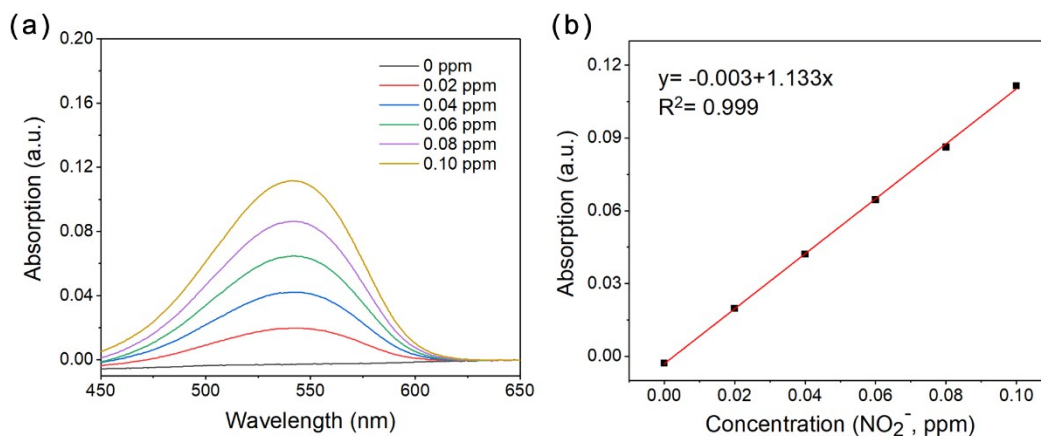 (a)
0.20
0.16
0.12
0.08
0.04
0.00
Absorption (a.u.)
0 ppm
0.02 ppm
0.04 ppm
0.06 ppm
0.08 ppm
0.10 ppm
450 500 550 600 650
Wavelength (nm)
(b)
0.12
0.09
0.06
0.03
0.00
Absorption (a.u.)
y= -0.003+1.133x
R²= 0.999
0.00 0.02 0.04 0.06 0.08 0.10
Concentration (NO₂⁻, ppm)